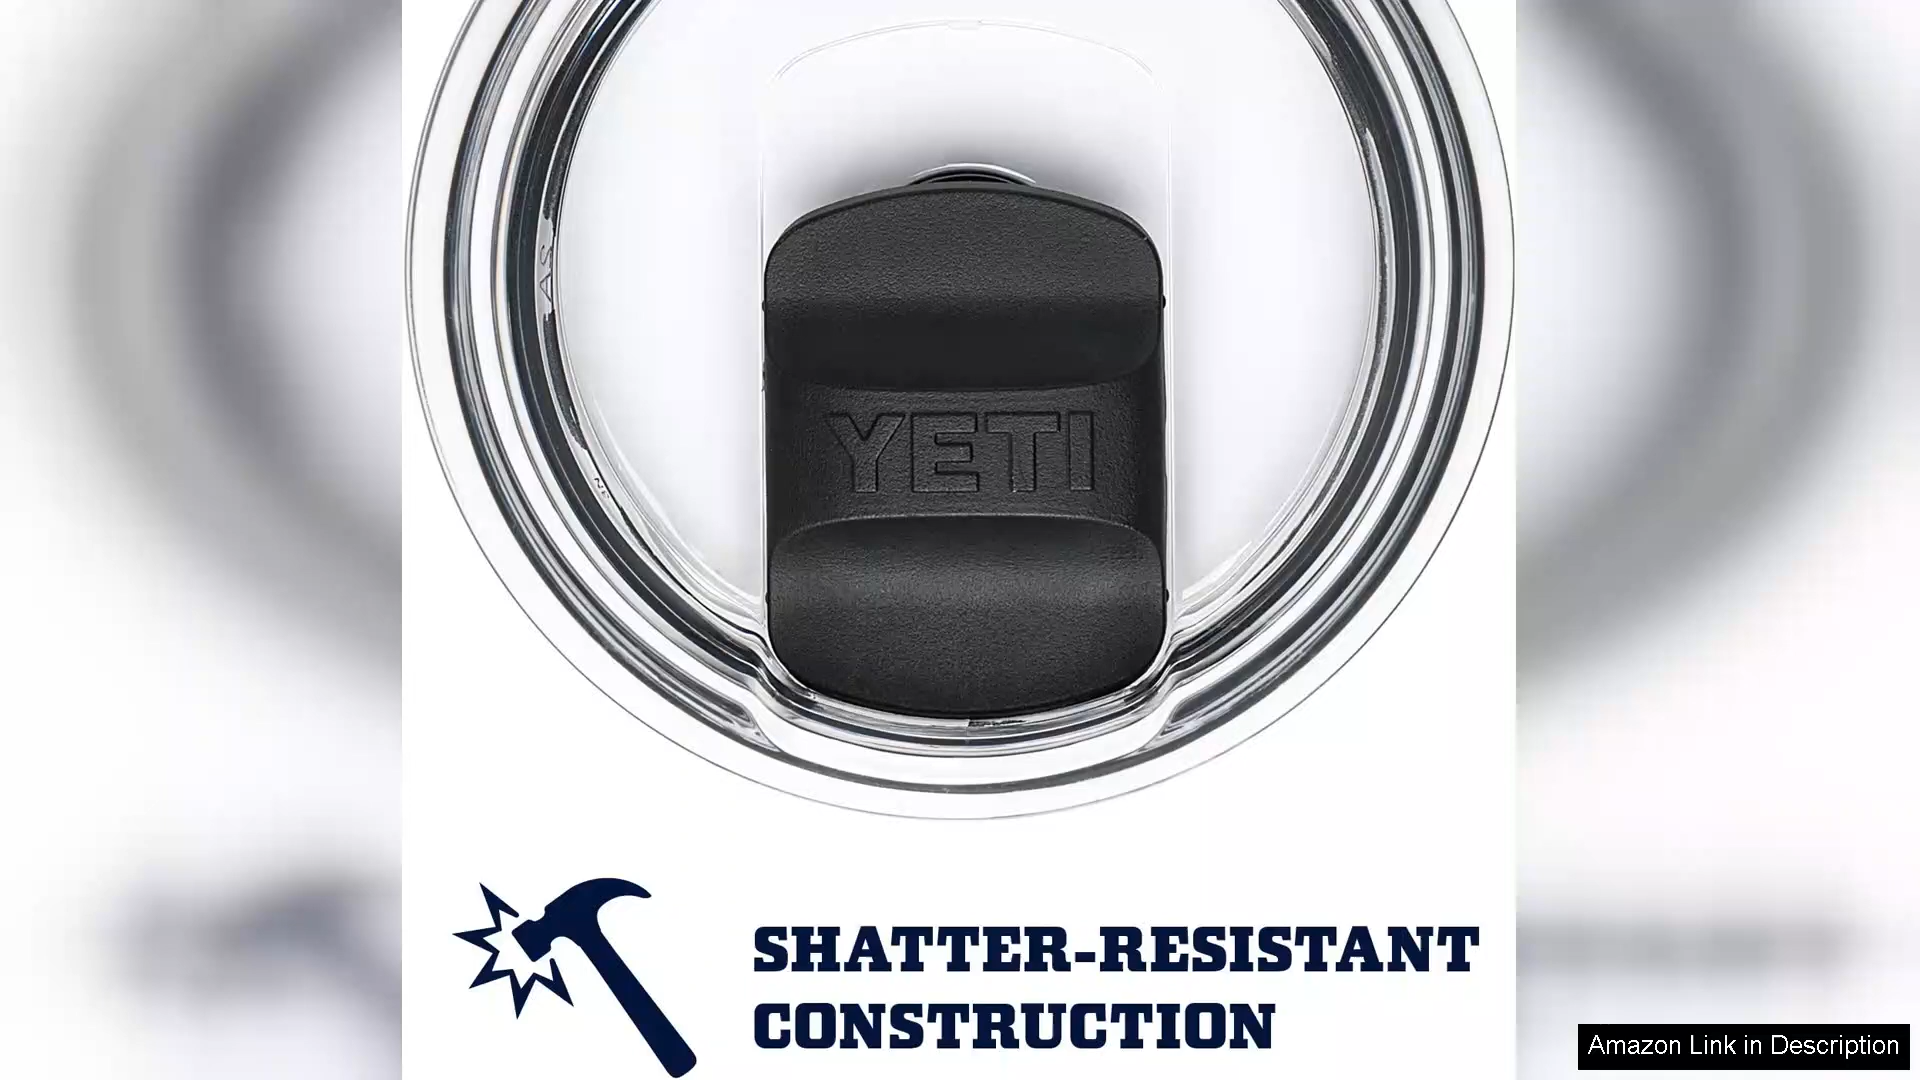 YETI
SHATTER-RESISTANT
CONSTRUCTION
Amazon Link in Description